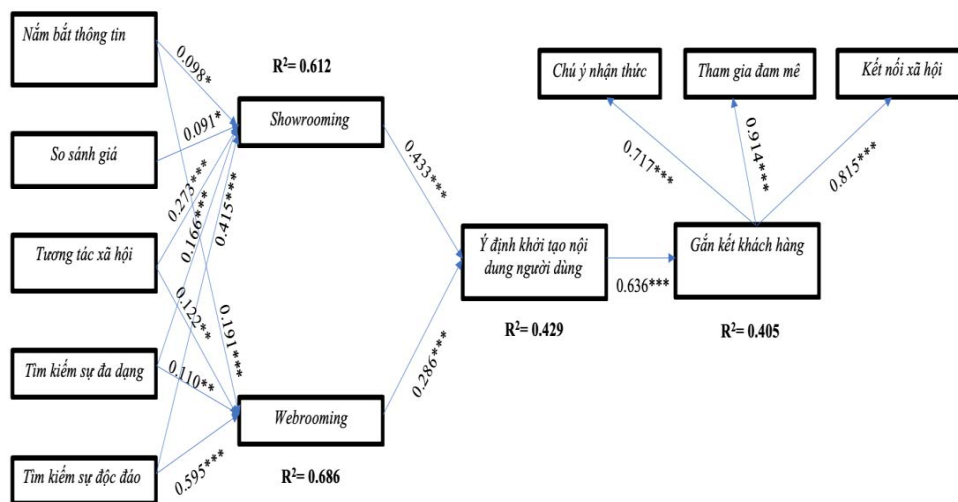 Nắm bắt thông tin
So sánh giá
Tương tác xã hội
Tìm kiếm sự đa dạng
Tìm kiếm sự độc đáo
0.098*
0.091*
0.273***
0.166***
0.415***
0.122**
0.191***
0.110**
0.595***
R²= 0.612
Showrooming
Webrooming
R²= 0.686
0.433***
0.286***
Ý định khởi tạo nội
dung người dùng
R²= 0.429
0.636***
Gắn kết khách hàng
R²= 0.405
0.717***
0.914***
0.815***
Chú ý nhận thức
Tham gia đam mê
Kết nối xã hội